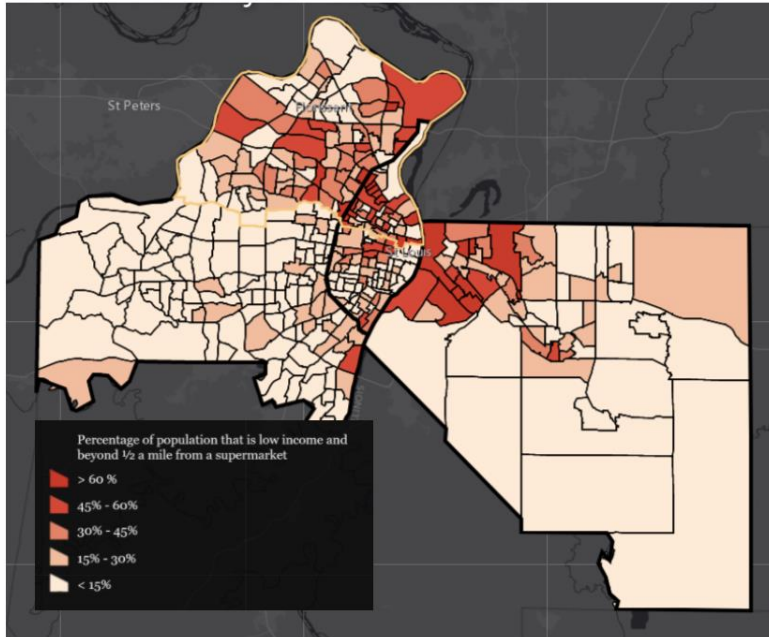 St Peters
Florissant
St Louis
Percentage of population that is low income and
beyond ½ a mile from a supermarket
> 60 %
45% - 60%
30% - 45%
15% - 30%
< 15%